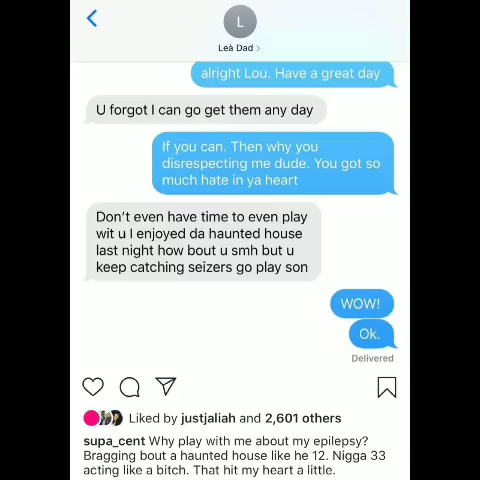 L
Leà Dad >
alright Lou. Have a great day
U forgot I can go get them any day
If you can. Then why you
disrespecting me dude. You got so
much hate in ya heart
Don't even have time to even play
wit u I enjoyed da haunted house
last night how bout u smh but u
keep catching seizers go play son
WOW!
Ok.
Delivered
Liked by justjaliah and 2,601 others
supa_cent Why play with me about my epilepsy?
Bragging bout a haunted house like he 12. Nigga 33
acting like a bitch. That hit my heart a little.